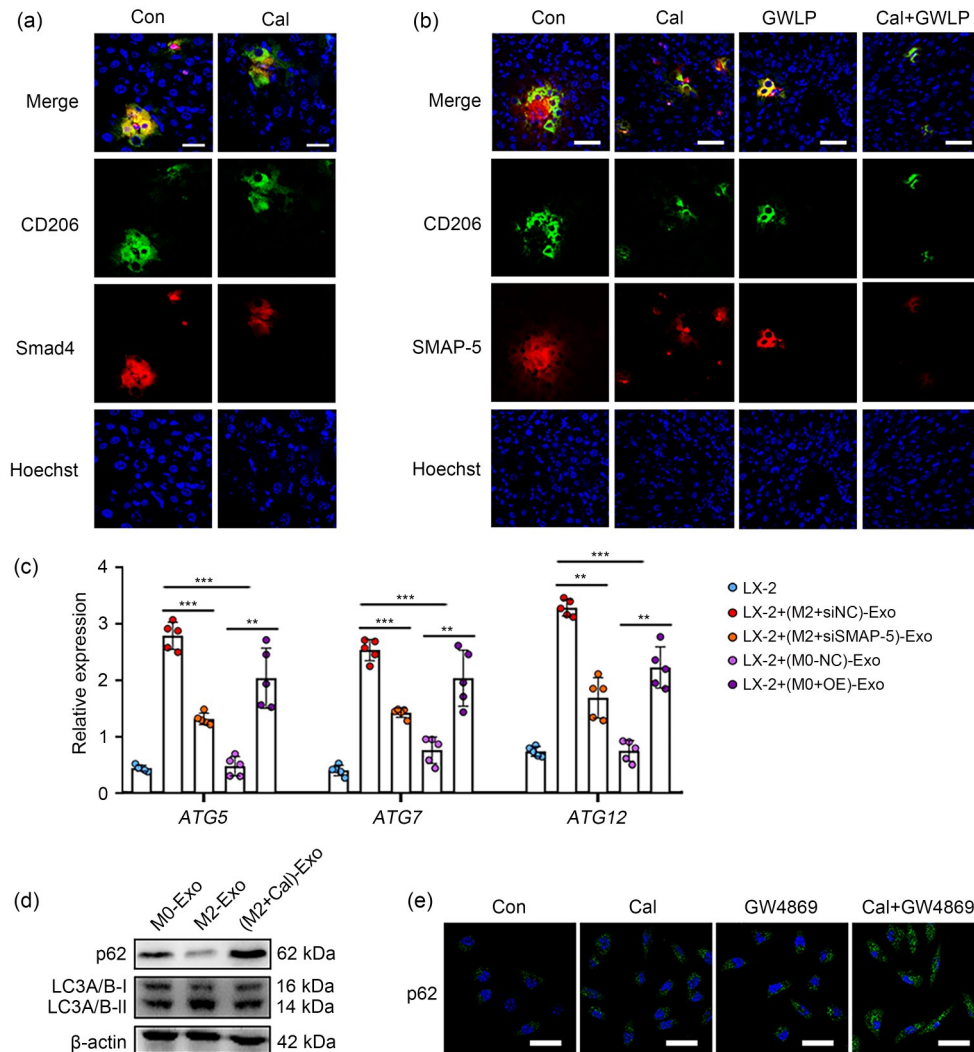 (a)
Con Cal
Merge
CD206
Smad4
Hoechst
(b)
Con Cal GWLP Cal+GWLP
Merge
CD206
SMAP-5
Hoechst
(c)
Relative expression
4
3
2
1
0
*** *** ***
*** ** *** ** ** **
ATG5 ATG7 ATG12
LX-2
LX-2+(M2+siNC)-Exo
LX-2+(M2+siSMAP-5)-Exo
LX-2+(M0-NC)-Exo
LX-2+(M0+OE)-Exo
(d)
M0-Exo M2-Exo (M2+Cal)-Exo
p62 62 kDa
LC3A/B-I 16 kDa
LC3A/B-II 14 kDa
β-actin 42 kDa
(e)
Con Cal GW4869 Cal+GW4869
p62